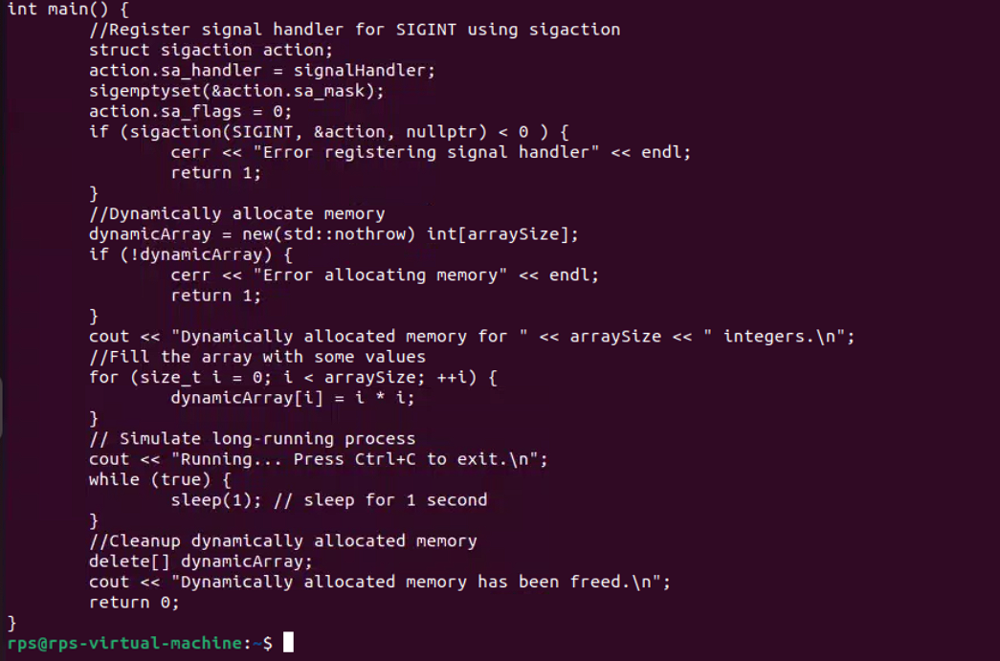 int main() {
        //Register signal handler for SIGINT using sigaction
        struct sigaction action;
        action.sa_handler = signalHandler;
        sigemptyset(&action.sa_mask);
        action.sa_flags = 0;
        if (sigaction(SIGINT, &action, nullptr) < 0 ) {
                cerr << "Error registering signal handler" << endl;
                return 1;
        }
        //Dynamically allocate memory
        dynamicArray = new(std::nothrow) int[arraySize];
        if (!dynamicArray) {
                cerr << "Error allocating memory" << endl;
                return 1;
        }
        cout << "Dynamically allocated memory for " << arraySize << " integers.\n";
        //Fill the array with some values
        for (size_t i = 0; i < arraySize; ++i) {
                dynamicArray[i] = i * i;
        }
        // Simulate long-running process
        cout << "Running... Press Ctrl+C to exit.\n";
        while (true) {
                sleep(1); // sleep for 1 second
        }
        //Cleanup dynamically allocated memory
        delete[] dynamicArray;
        cout << "Dynamically allocated memory has been freed.\n";
        return 0;
}
rps@rps-virtual-machine:~$